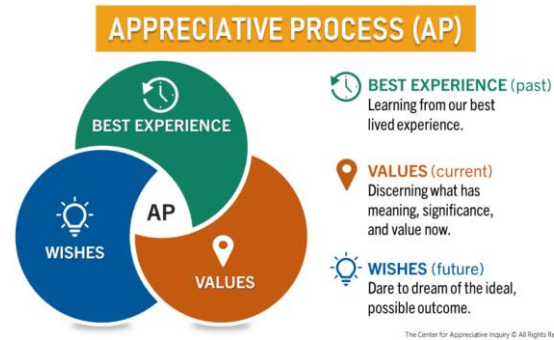 APPRECIATIVE PROCESS (AP)
BEST EXPERIENCE
AP
WISHES
VALUES
BEST EXPERIENCE (past)
Learning from our best
lived experience.
VALUES (current)
Discerning what has
meaning, significance,
and value now.
WISHES (future)
Dare to dream of the ideal,
possible outcome.
The Center for Appreciative Inquiry © All Rights Re